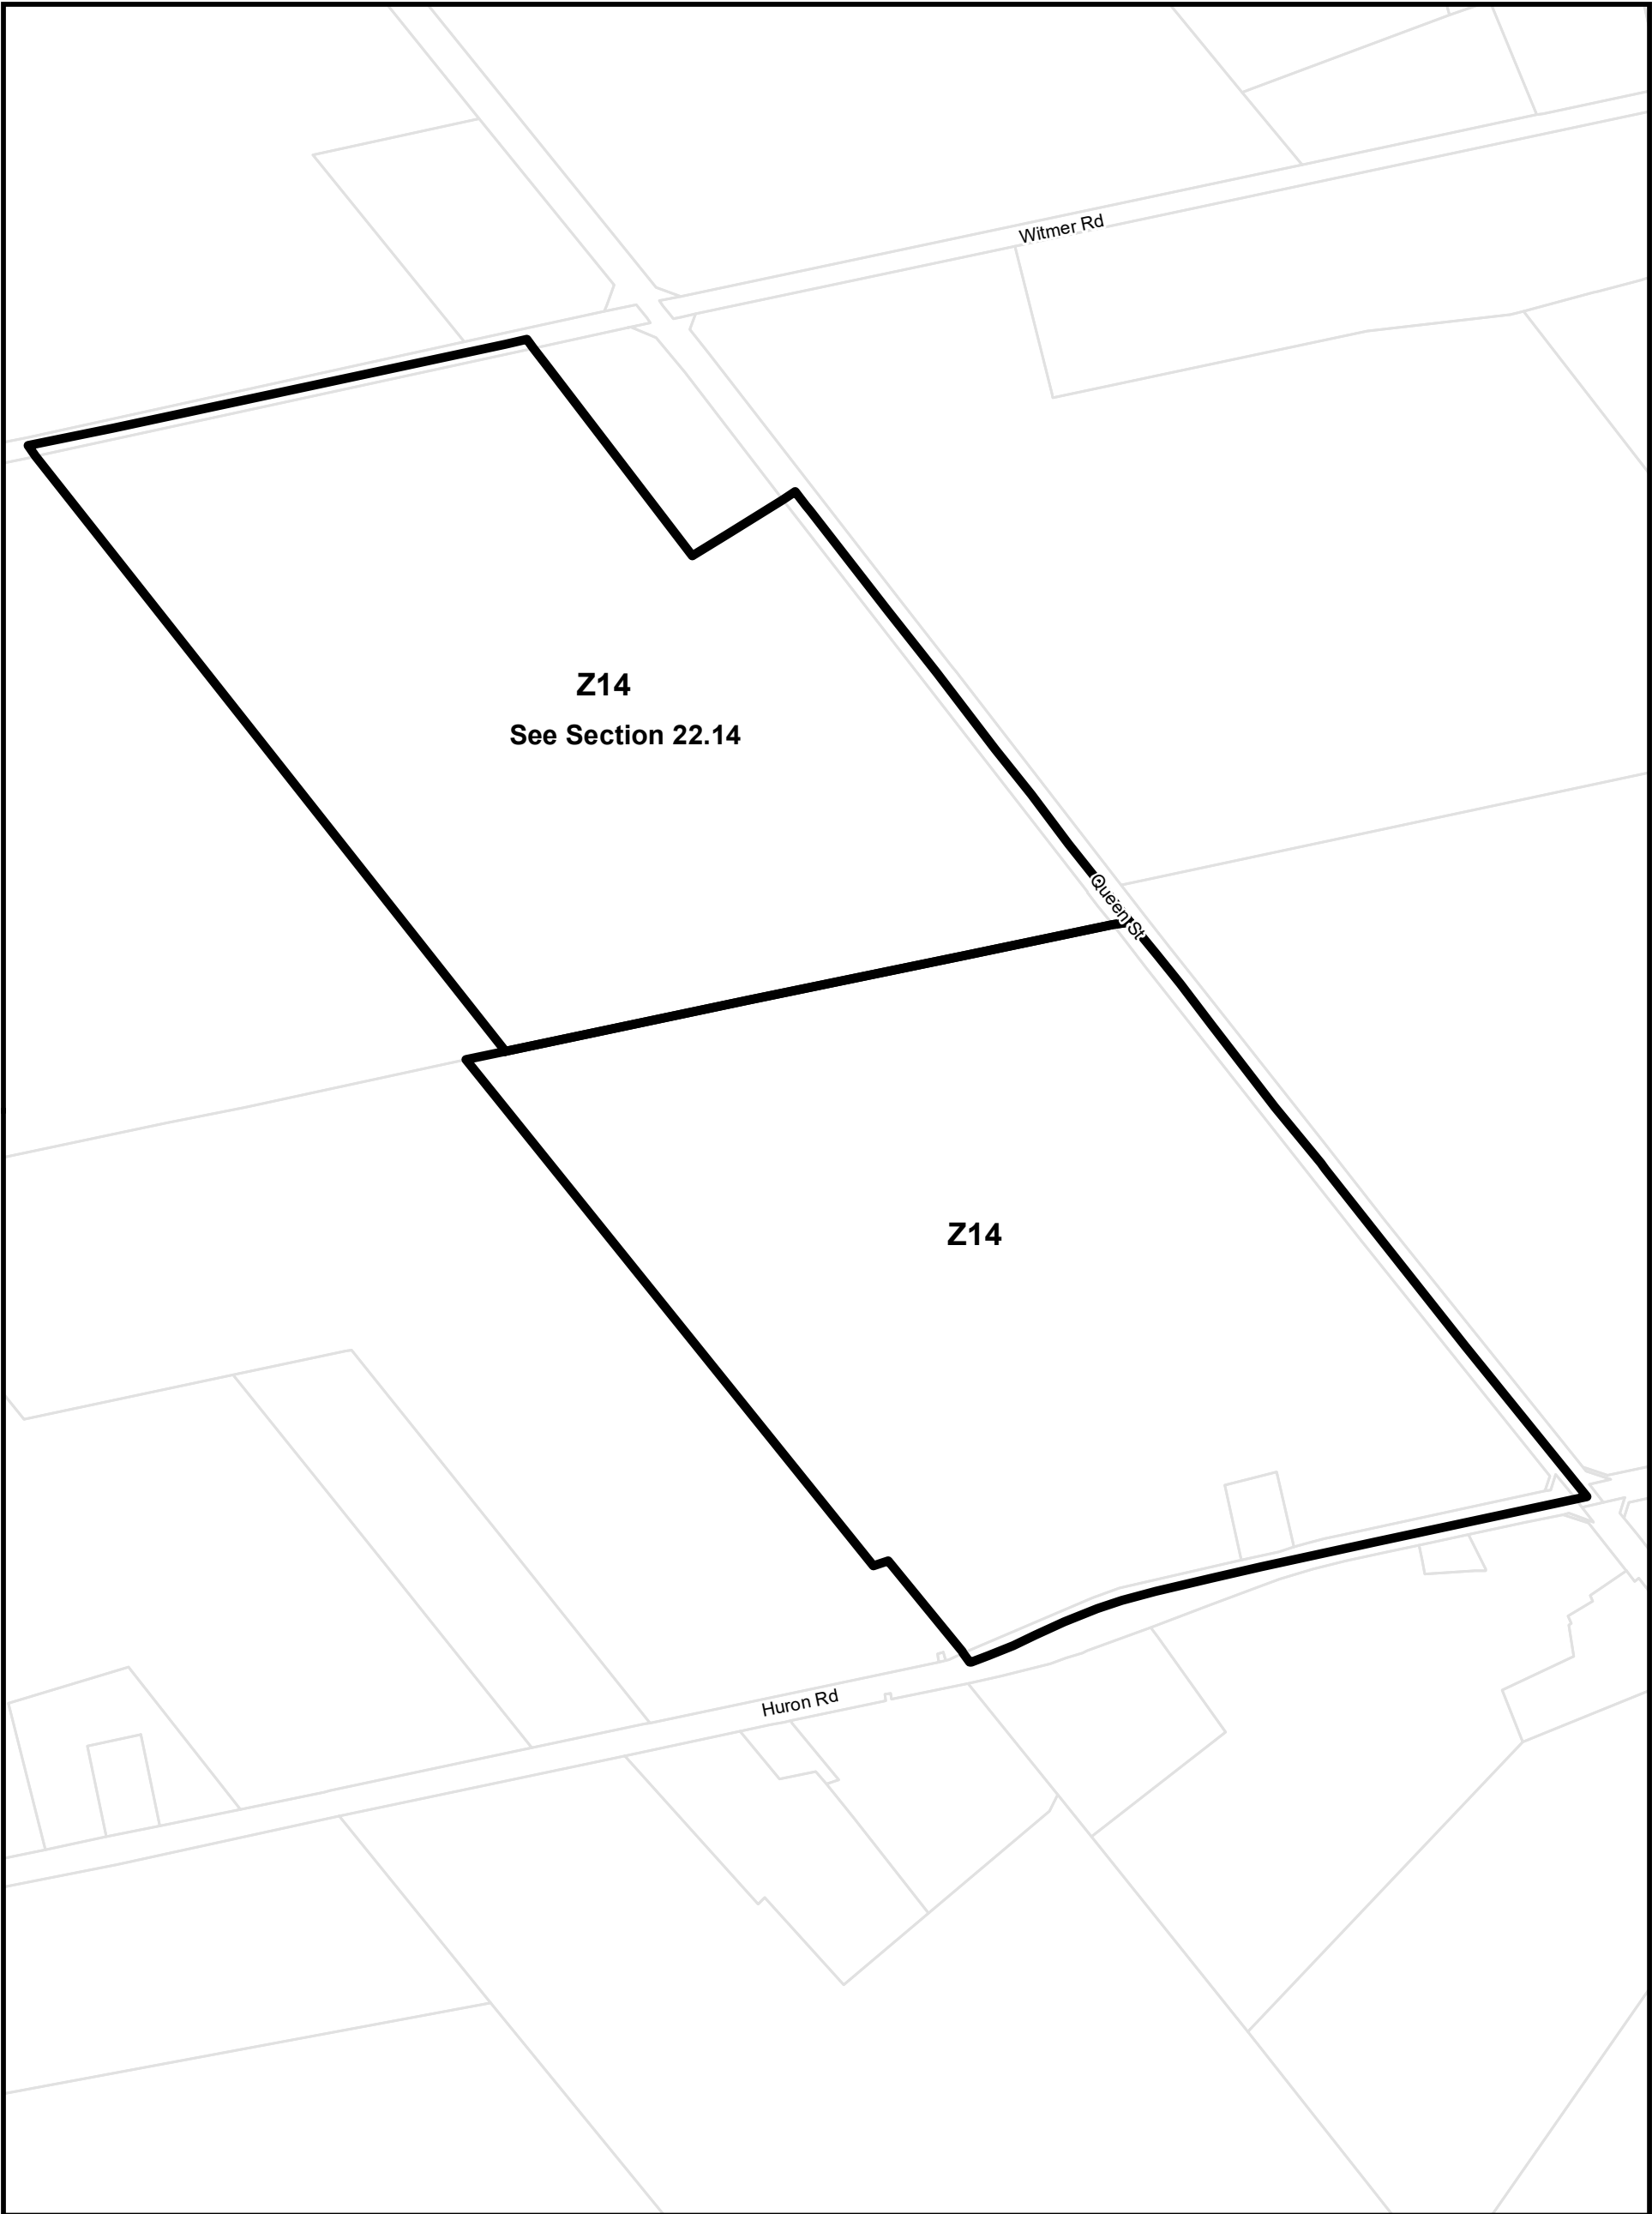 Witmer Rd
Z14
See Section 22.14
Queen St
Z14
Huron Rd